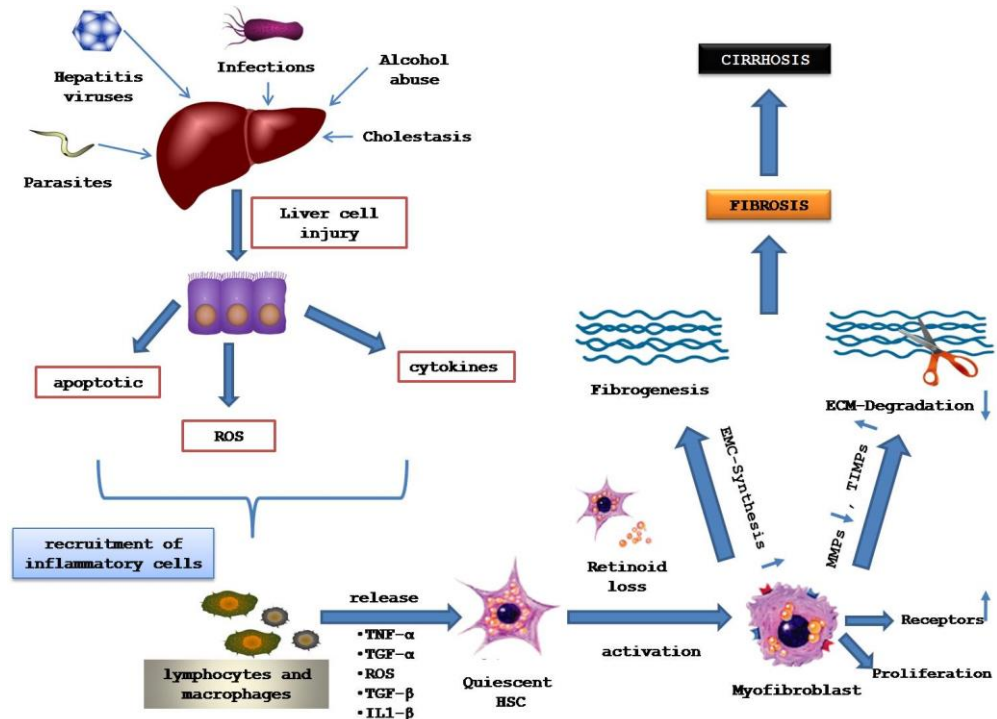 Hepatitis
viruses
Infections
Alcohol
abuse
Cholestasis
Parasites
Liver cell
injury
apoptotic
ROS
cytokines
recruitment of
inflammatory cells
lymphocytes and
macrophages
release
•TNF-α
•TGF-α
•ROS
•TGF-β
•IL1-β
Quiescent
HSC
Retinoid
loss
activation
Myofibroblast
Receptors
Proliferation
EMC-Synthesis
MMPs , TIMPs
Fibrogenesis
ECM-Degradation
FIBROSIS
CIRRHOSIS